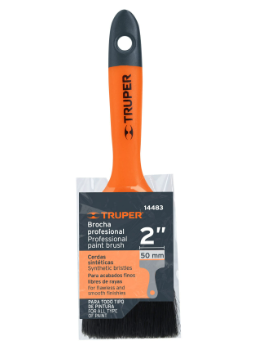 TRUPER
14483
TRUPER
Brocha
profesional
Professional
paint brush
2"
50 mm
Cerdas
sintéticas
Synthetic bristles
Para acabados finos
libres de rayas
for flawless and
smooth finishes
PARA TODO TIPO
DE PINTURA
FOR ALL TYPE
OF PAINT